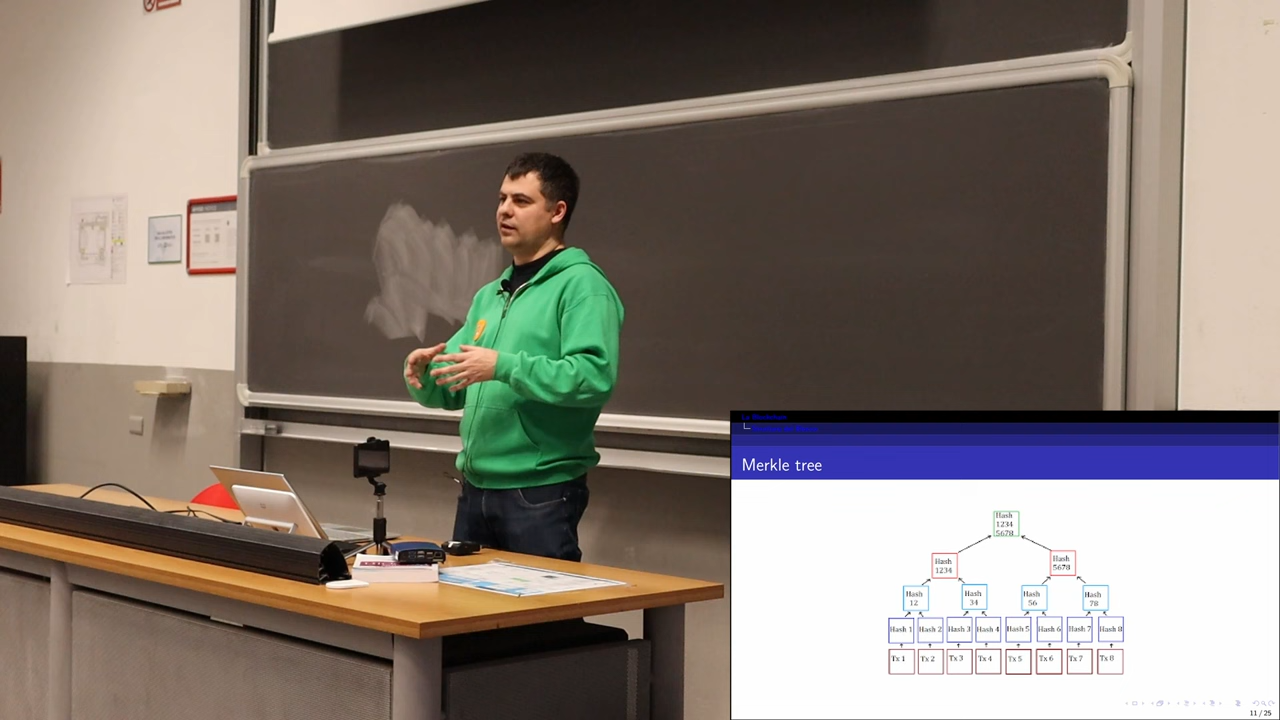 Merkle tree
Hash
1234
5678
Hash
1234
Hash
5678
Hash
12
Hash
34
Hash
56
Hash
78
Hash 1 Hash 2 Hash 3 Hash 4 Hash 5 Hash 6 Hash 7 Hash 8
Tx 1 Tx 2 Tx 3 Tx 4 Tx 5 Tx 6 Tx 7 Tx 8
11 / 25